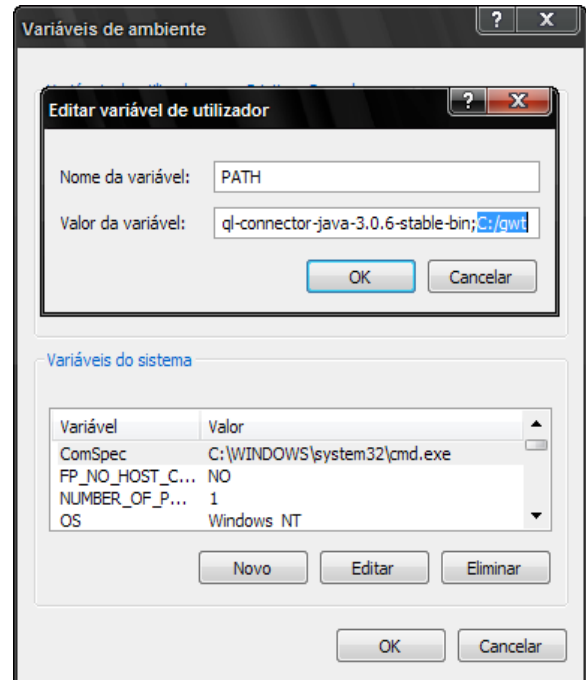 Variáveis de ambiente
Editar variável de utilizador
Nome da variável: PATH
Valor da variável: ql-connector-java-3.0.6-stable-bin;C:/gwt
OK Cancelar
Variáveis do sistema
Variável Valor
ComSpec C:\WINDOWS\system32\cmd.exe
FP_NO_HOST_C... NO
NUMBER_OF_P... 1
OS Windows_NT
Novo Editar Eliminar
OK Cancelar